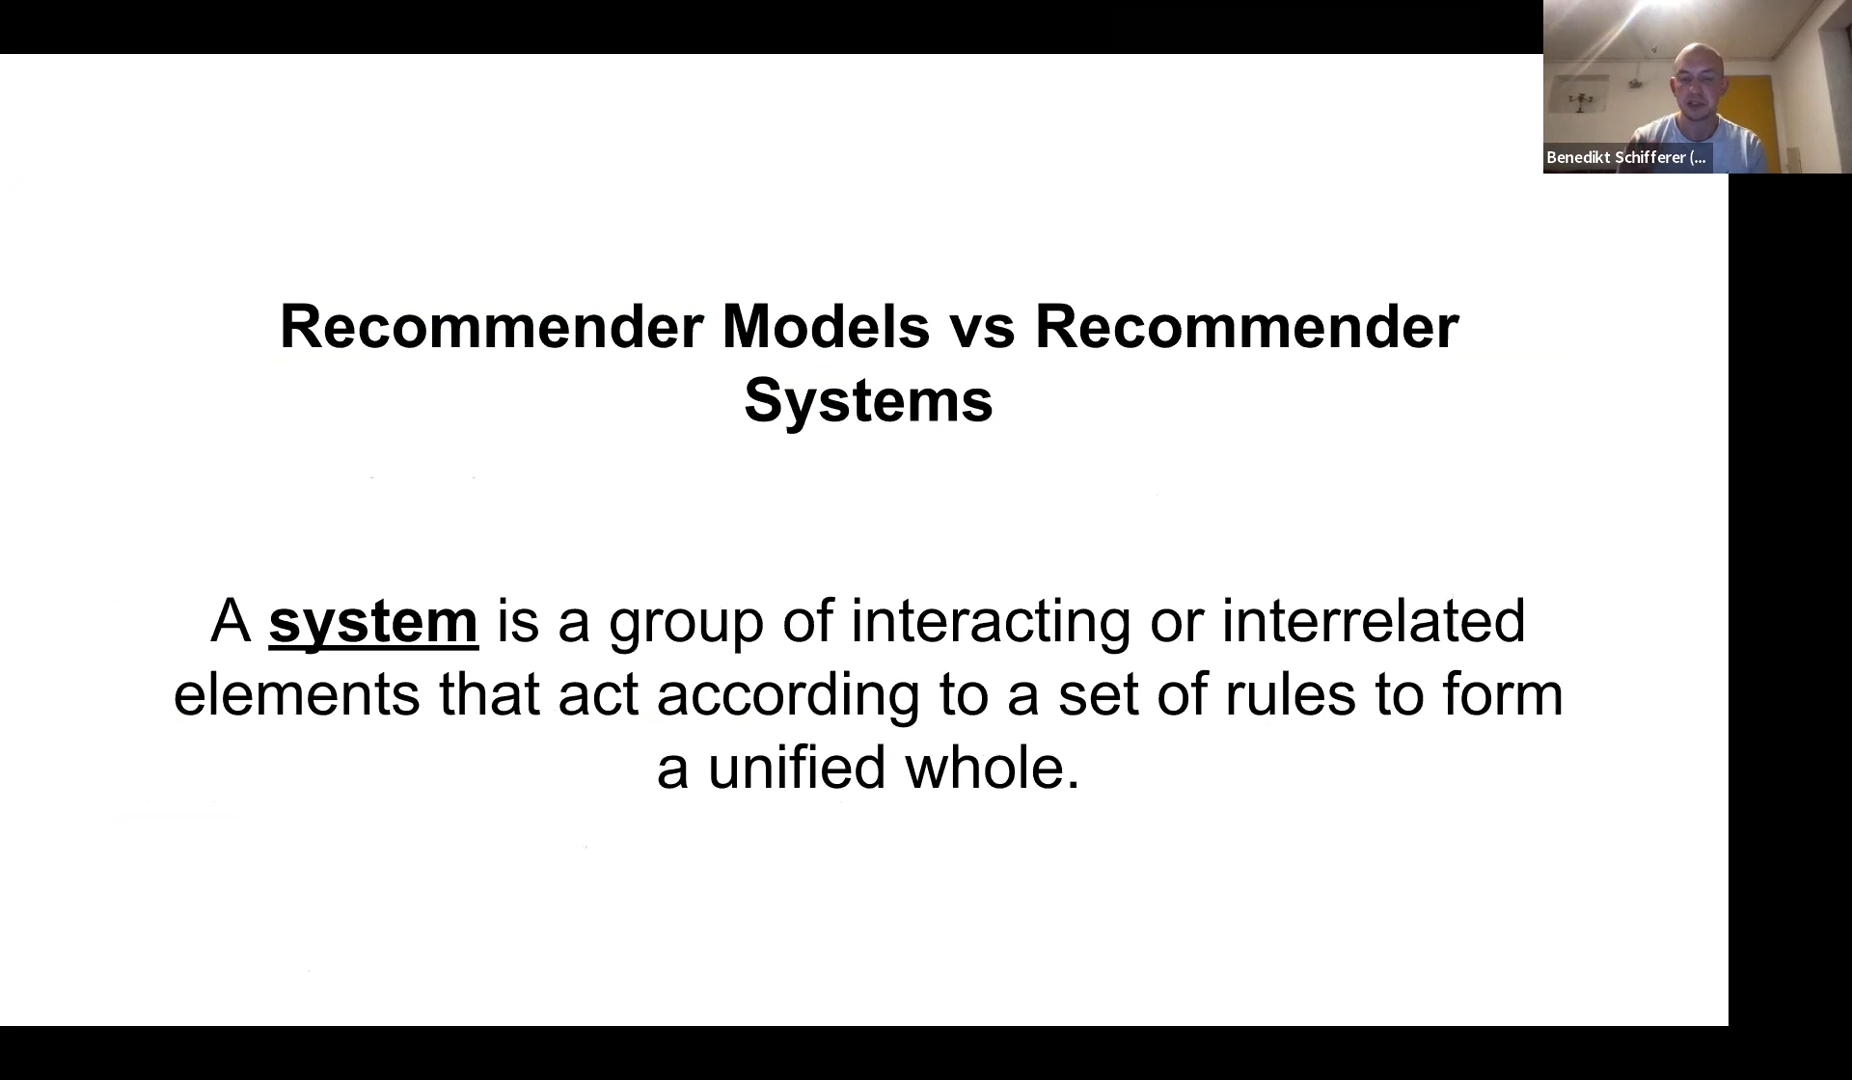 Benedikt Schifferer (...
Recommender Models vs Recommender
Systems
A system is a group of interacting or interrelated
elements that act according to a set of rules to form
a unified whole.